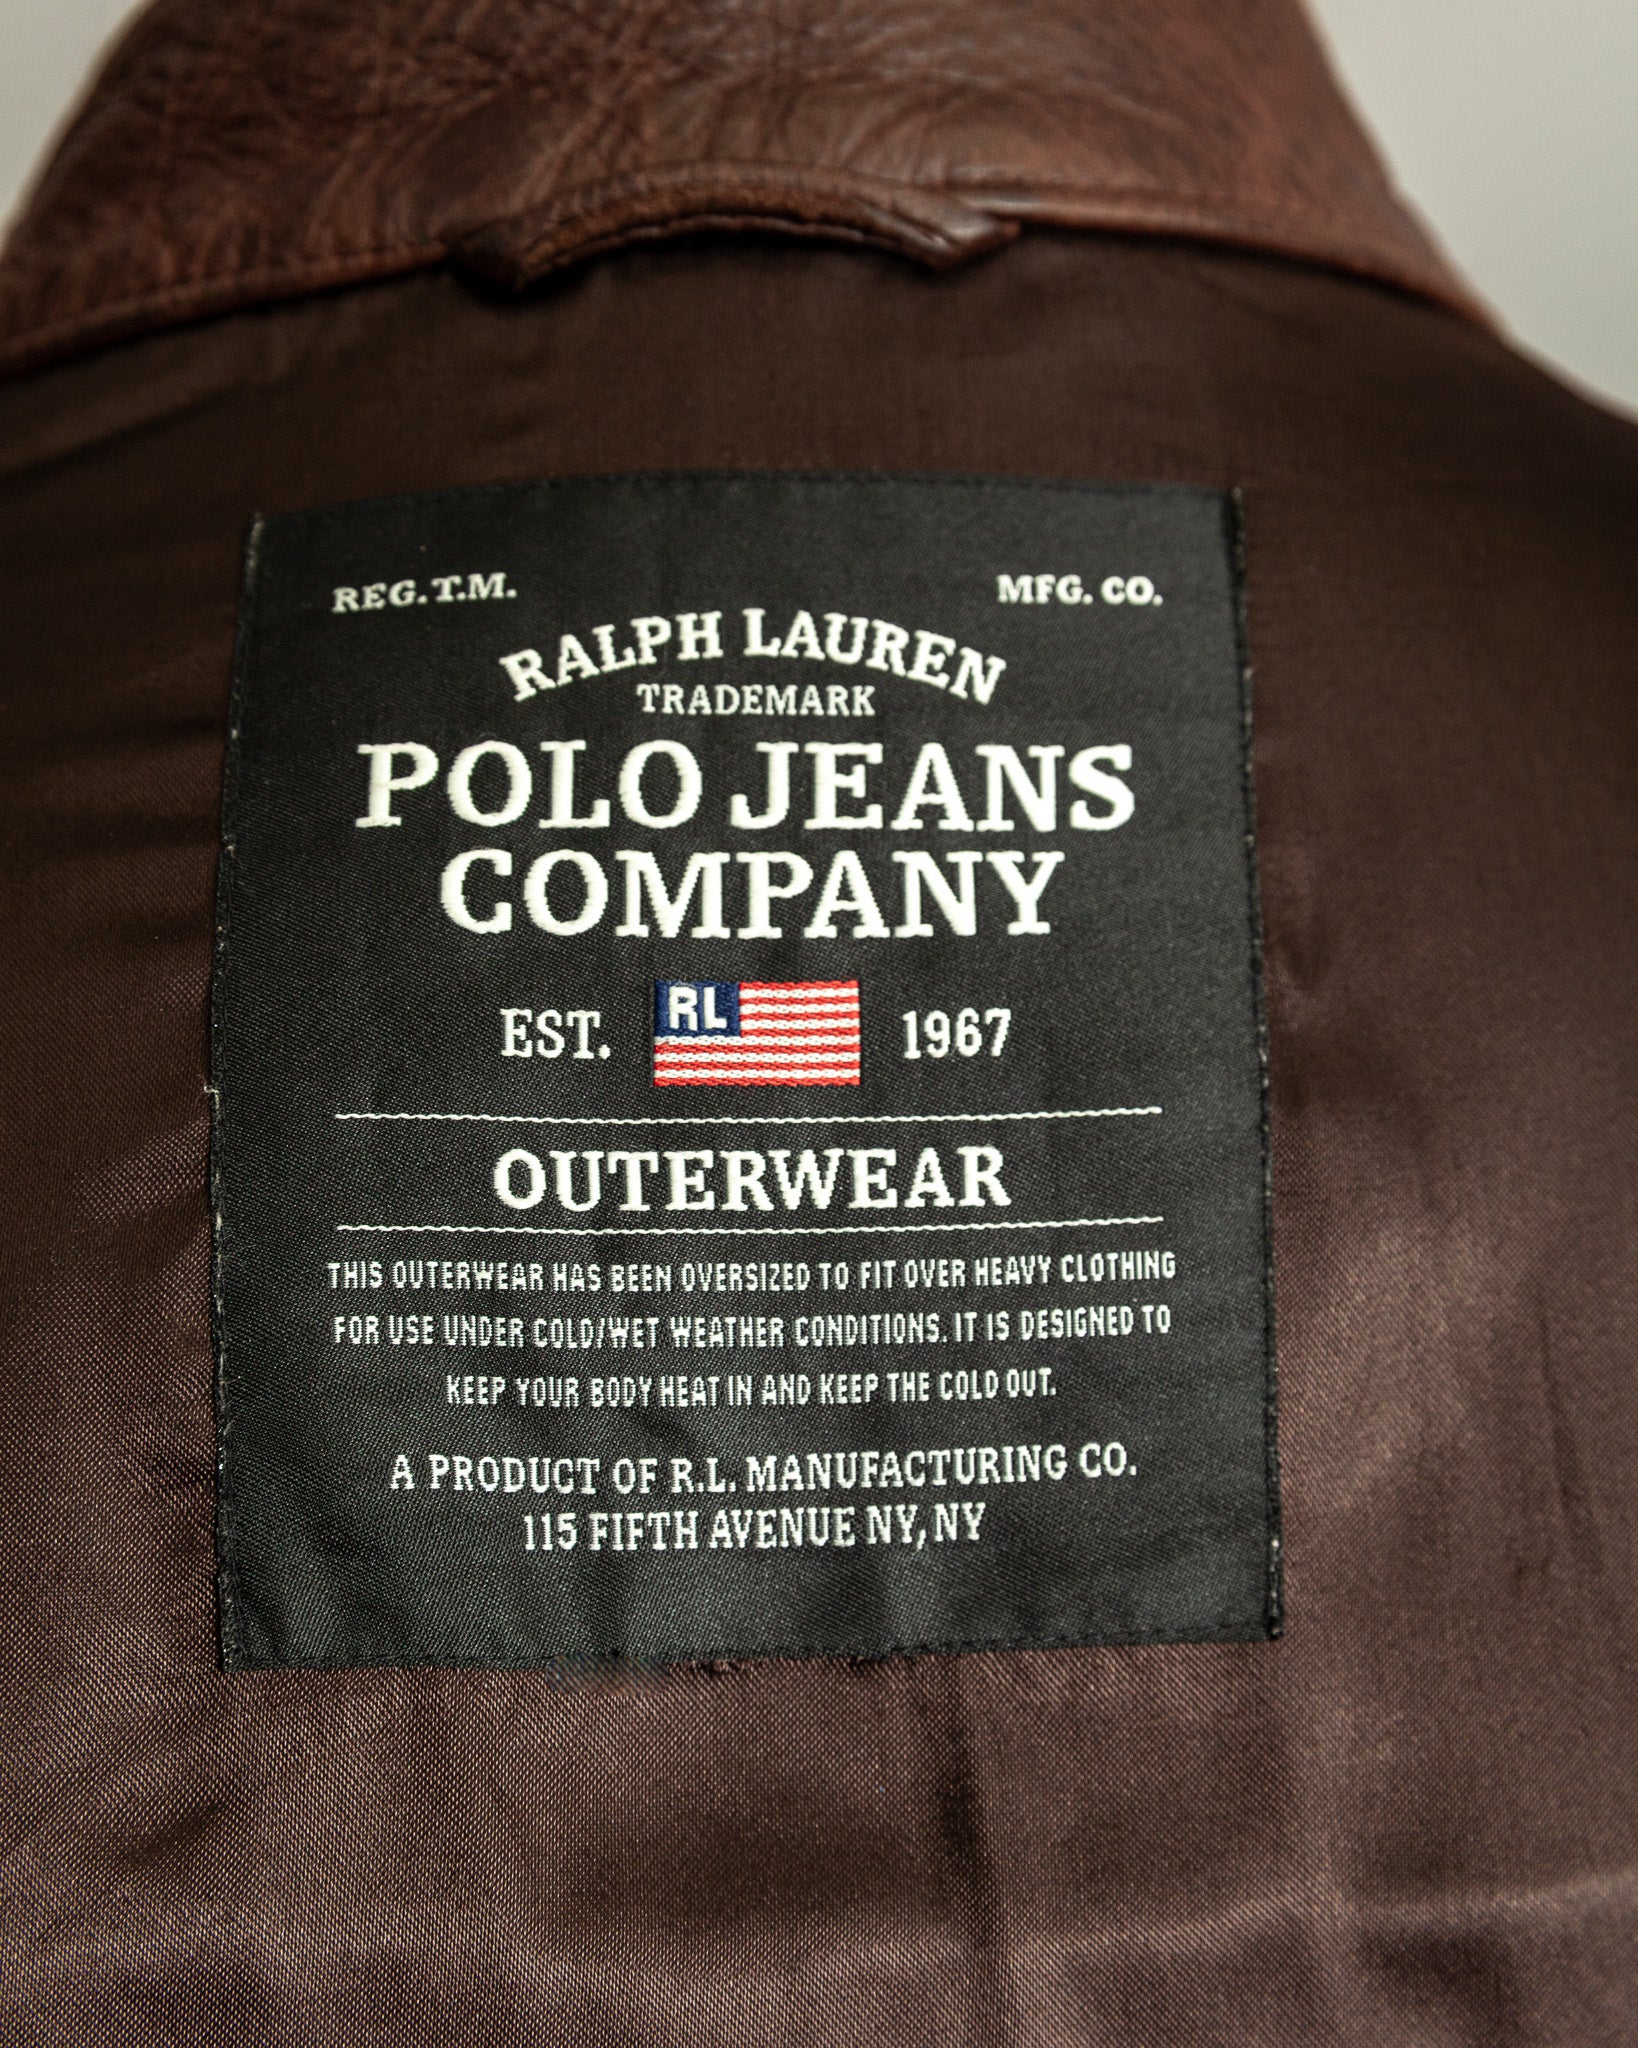 REG. T.M. MFG. CO.
RALPH LAUREN
TRADEMARK
POLO JEANS
COMPANY
EST. RL 1967
OUTERWEAR
THIS OUTERWEAR HAS BEEN OVERSIZED TO FIT OVER HEAVY CLOTHING
FOR USE UNDER COLD/WET WEATHER CONDITIONS. IT IS DESIGNED TO
KEEP YOUR BODY HEAT IN AND KEEP THE COLD OUT.
A PRODUCT OF R.L. MANUFACTURING CO.
115 FIFTH AVENUE NY, NY